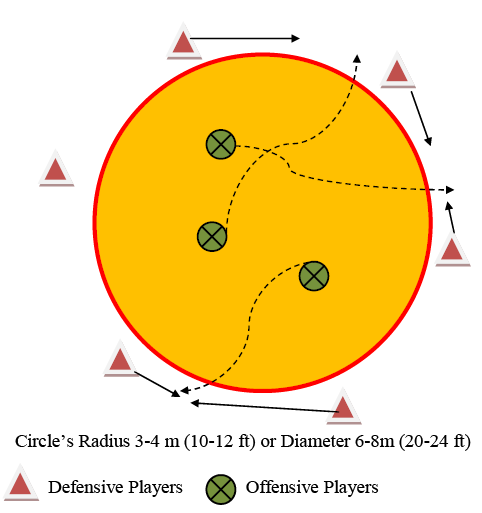 Circle's Radius 3-4 m (10-12 ft) or Diameter 6-8m (20-24 ft)
Defensive Players
Offensive Players